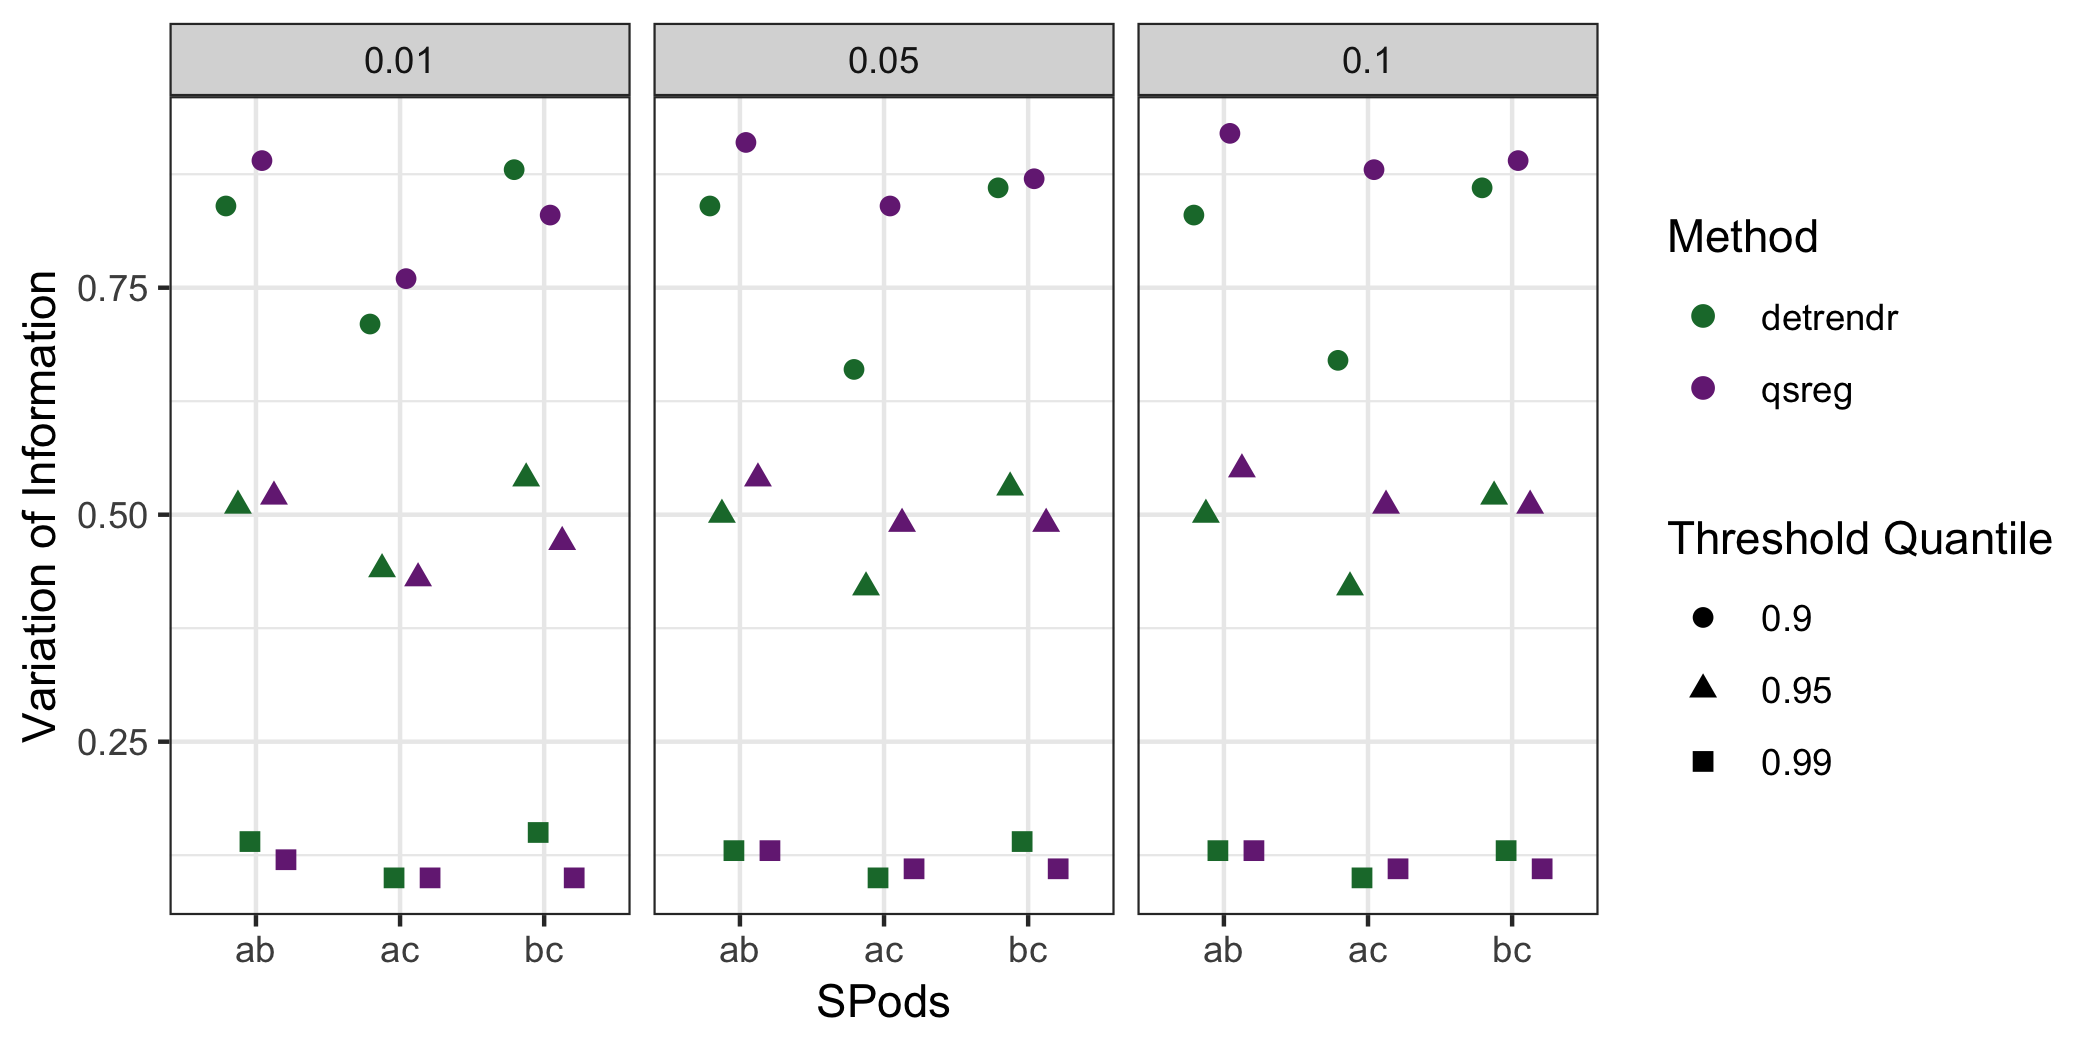 0.01
0.05
0.1
Variation of Information
0.75
0.50
0.25
ab
ac
bc
ab
ac
bc
ab
ac
bc
SPods
Method
detrendr
qsreg
Threshold Quantile
0.9
0.95
0.99